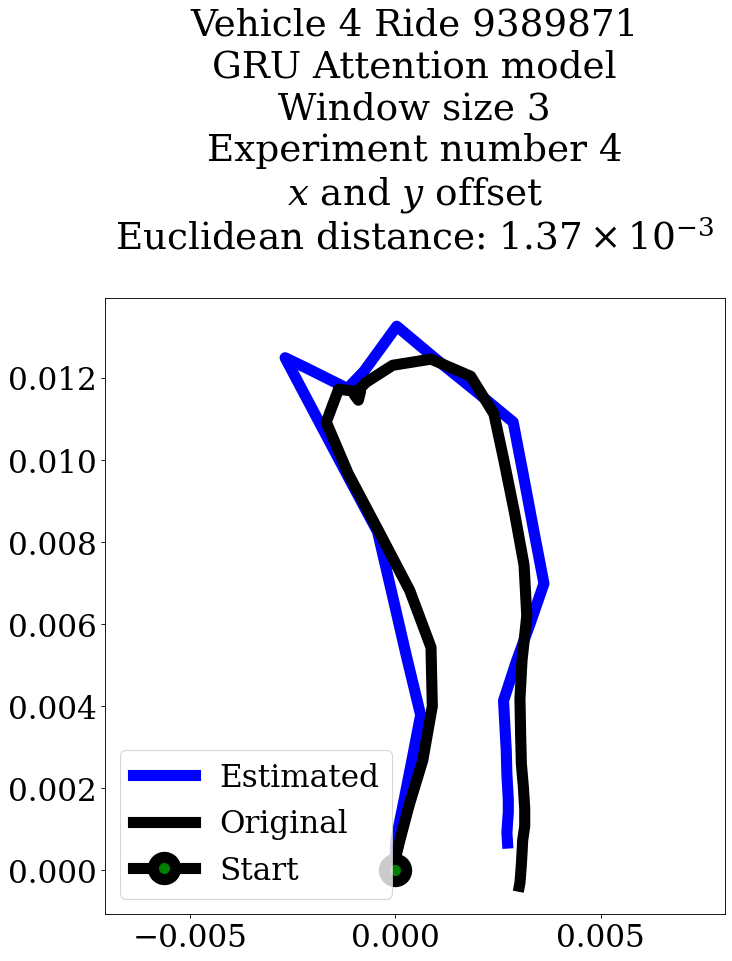 Vehicle 4 Ride 9389871
GRU Attention model
Window size 3
Experiment number 4
x and y offset
Euclidean distance: 1.37 × 10⁻³
0.012
0.010
0.008
0.006
0.004
0.002
0.000
Estimated
Original
Start
−0.005 0.000 0.005